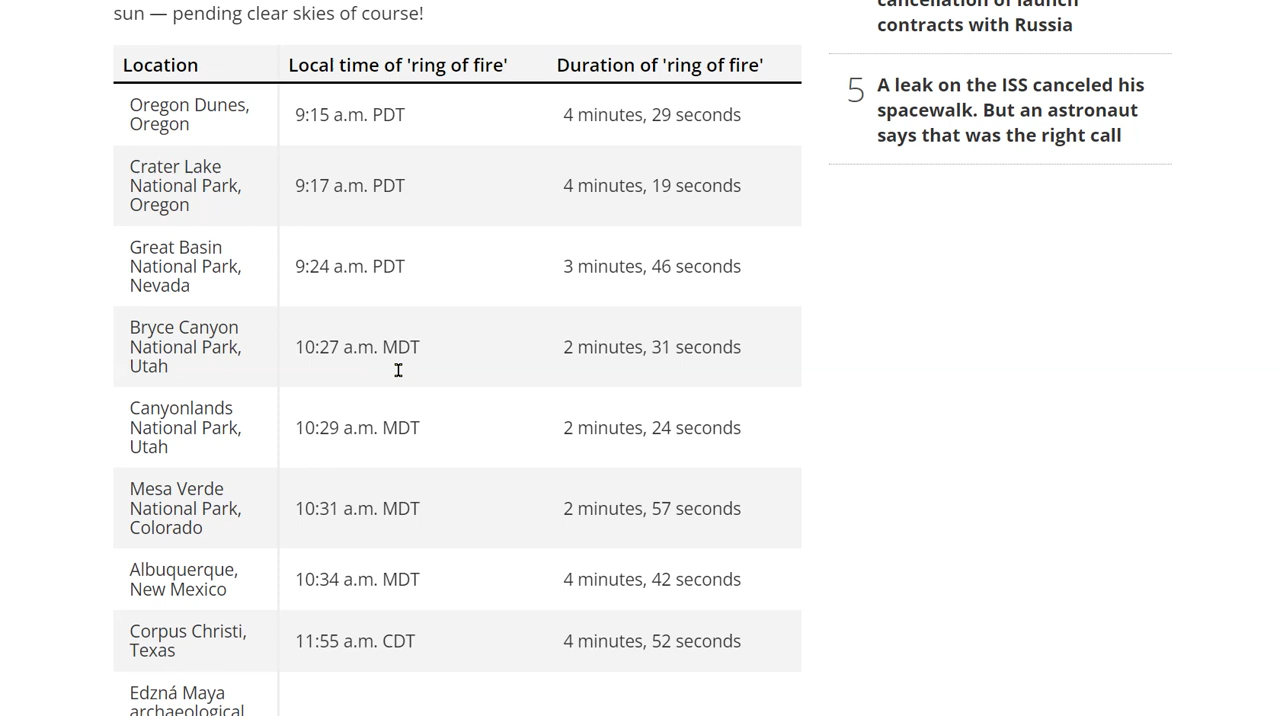 sun — pending clear skies of course!
cancellation of launch
contracts with Russia
5
A leak on the ISS canceled his
spacewalk. But an astronaut
says that was the right call
Location Local time of 'ring of fire' Duration of 'ring of fire'
Oregon Dunes,
Oregon
9:15 a.m. PDT 4 minutes, 29 seconds
Crater Lake
National Park,
Oregon
9:17 a.m. PDT 4 minutes, 19 seconds
Great Basin
National Park,
Nevada
9:24 a.m. PDT 3 minutes, 46 seconds
Bryce Canyon
National Park,
Utah
10:27 a.m. MDT 2 minutes, 31 seconds
Canyonlands
National Park,
Utah
10:29 a.m. MDT 2 minutes, 24 seconds
Mesa Verde
National Park,
Colorado
10:31 a.m. MDT 2 minutes, 57 seconds
Albuquerque,
New Mexico
10:34 a.m. MDT 4 minutes, 42 seconds
Corpus Christi,
Texas
11:55 a.m. CDT 4 minutes, 52 seconds
Edzná Maya
archaeological